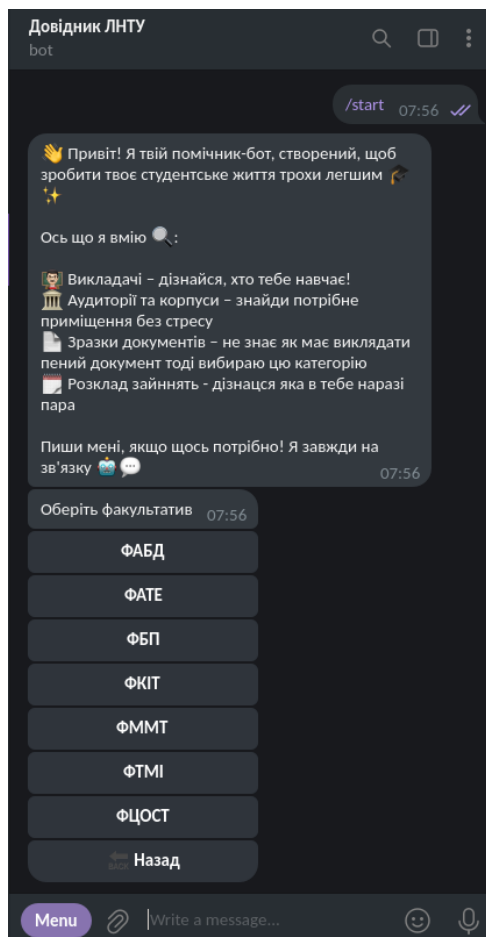 Довідник ЛНТУ
bot
/start 07:56
👋 Привіт! Я твій помічник-бот, створений, щоб
зробити твоє студентське життя трохи легшим 🎓
✨
Ось що я вмію 🔍:
👨‍🏫 Викладачі – дізнайся, хто тебе навчає!
🏛 Аудиторії та корпуси – знайди потрібне
приміщення без стресу
📄 Зразки документів – не знає як має викладати
пений документ тоді вибираю цю категорію
🗓 Розклад зайннять - дізнацся яка в тебе наразі
пара
Пиши мені, якщо щось потрібно! Я завжди на
зв'язку 🤖💬
07:56
Оберіть факультатив 07:56
ФАБД
ФАТЕ
ФБП
ФКІТ
ФММТ
ФТМІ
ФЦОСТ
🔙 Назад
Menu Write a message...